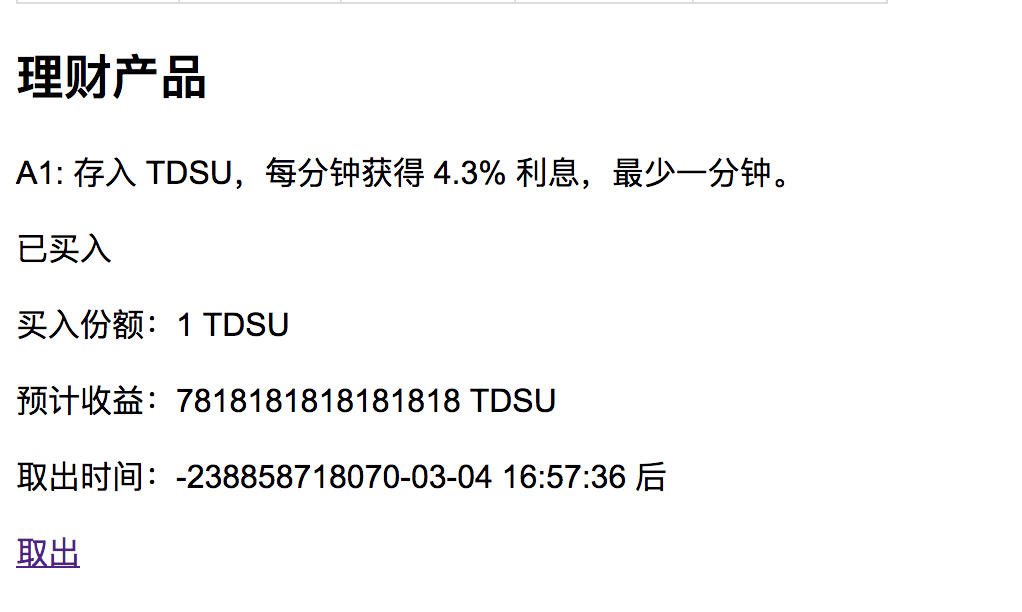 理财产品
A1: 存入 TDSU，每分钟获得 4.3% 利息，最少一分钟。
已买入
买入份额：1 TDSU
预计收益：7818181818181818 TDSU
取出时间：-238858718070-03-04 16:57:36 后
取出